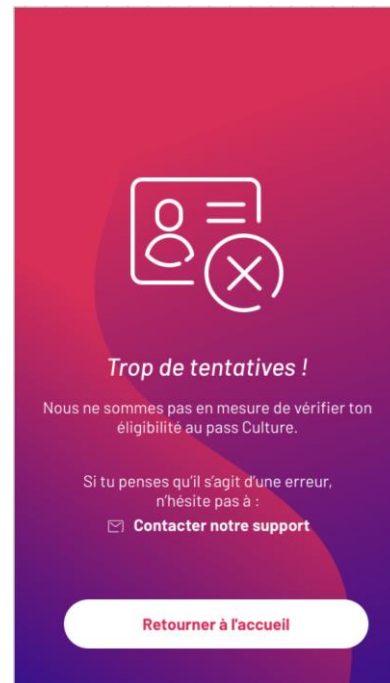 Trop de tentatives !
Nous ne sommes pas en mesure de vérifier ton
éligibilité au pass Culture.
Si tu penses qu’il s’agit d’une erreur,
n’hésite pas à :
Contacter notre support
Retourner à l'accueil